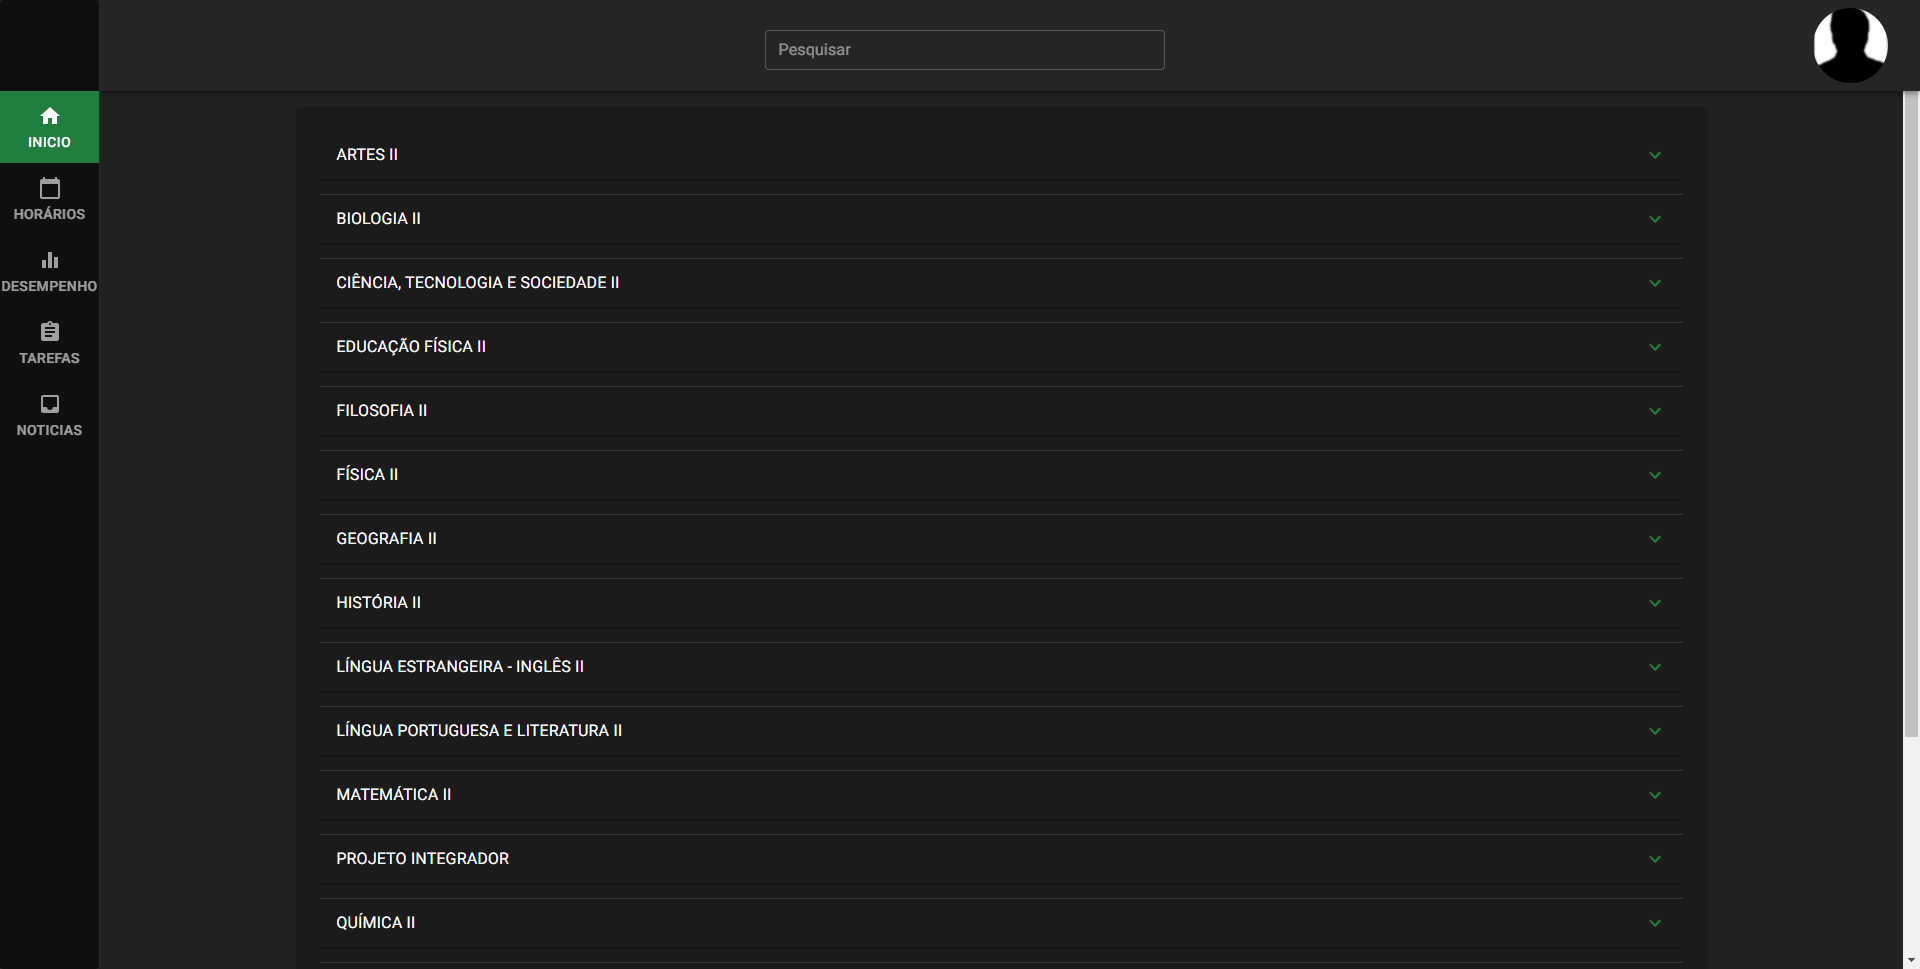 Pesquisar
INICIO
HORÁRIOS
DESEMPENHO
TAREFAS
NOTICIAS
ARTES II
BIOLOGIA II
CIÊNCIA, TECNOLOGIA E SOCIEDADE II
EDUCAÇÃO FÍSICA II
FILOSOFIA II
FÍSICA II
GEOGRAFIA II
HISTÓRIA II
LÍNGUA ESTRANGEIRA - INGLÊS II
LÍNGUA PORTUGUESA E LITERATURA II
MATEMÁTICA II
PROJETO INTEGRADOR
QUÍMICA II